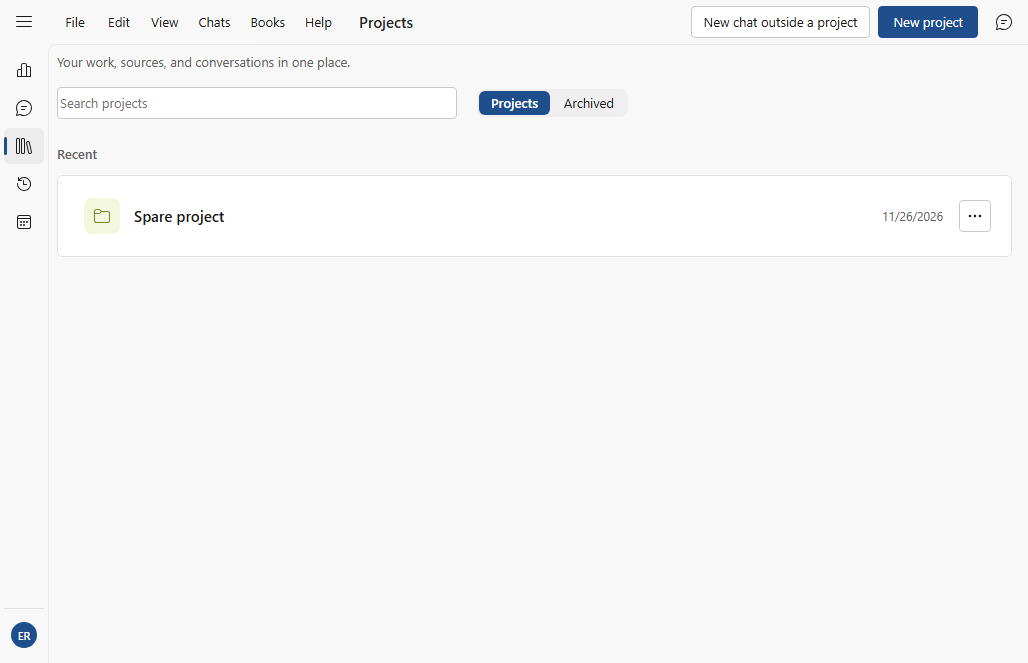 File Edit View Chats Books Help Projects New chat outside a project New project
Your work, sources, and conversations in one place.
Search projects Projects Archived
Recent
Spare project 11/26/2026
ER